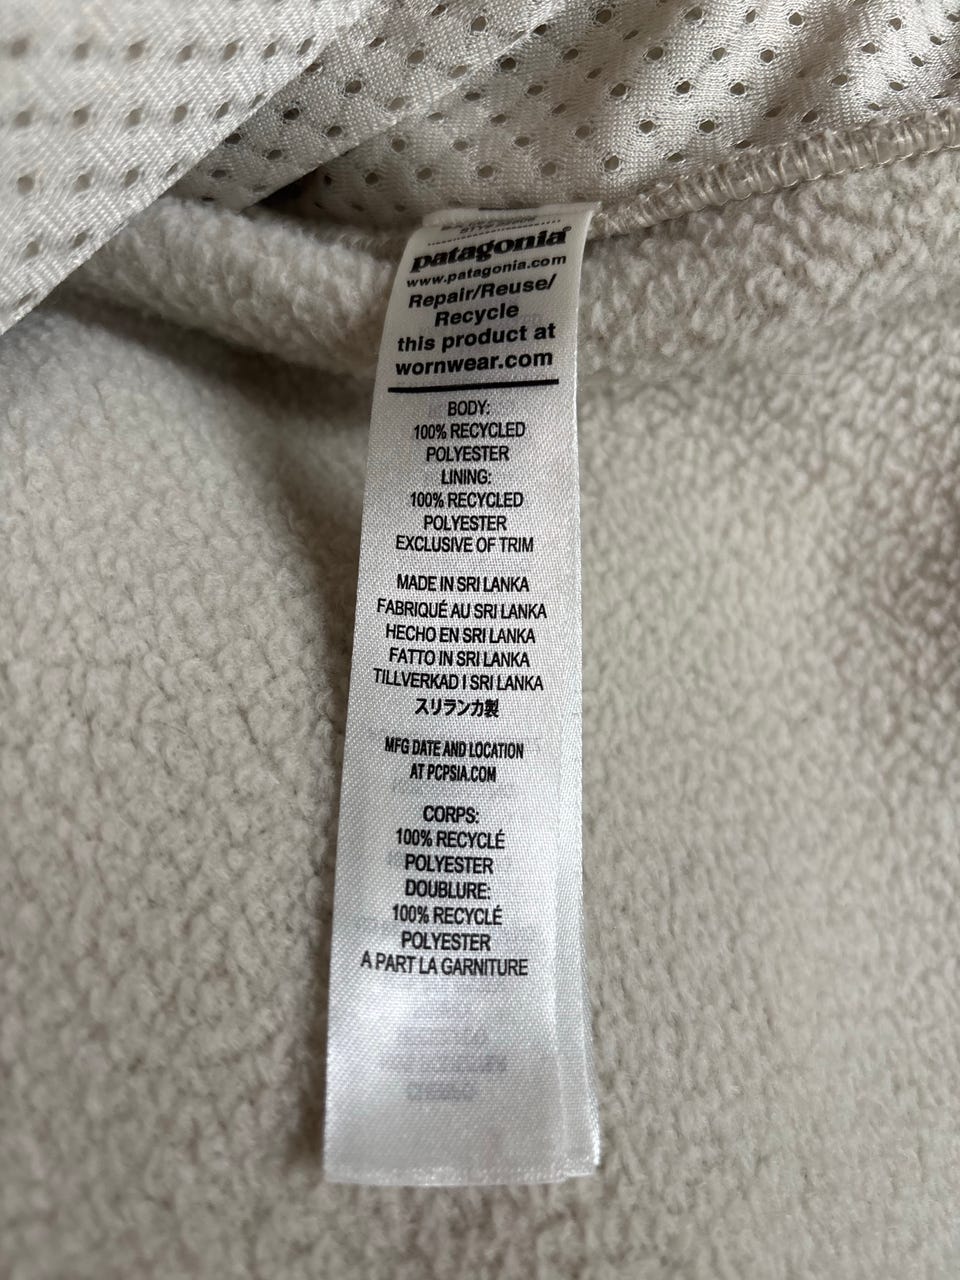 patagonia®
www.patagonia.com
Repair/Reuse/
Recycle
this product at
wornwear.com
BODY:
100% RECYCLED
POLYESTER
LINING:
100% RECYCLED
POLYESTER
EXCLUSIVE OF TRIM
MADE IN SRI LANKA
FABRIQUÉ AU SRI LANKA
HECHO EN SRI LANKA
FATTO IN SRI LANKA
TILLVERKAD I SRI LANKA
スリランカ製
MFG DATE AND LOCATION
AT PCPSIA.COM
CORPS:
100% RECYCLÉ
POLYESTER
DOUBLURE:
100% RECYCLÉ
POLYESTER
A PART LA GARNITURE